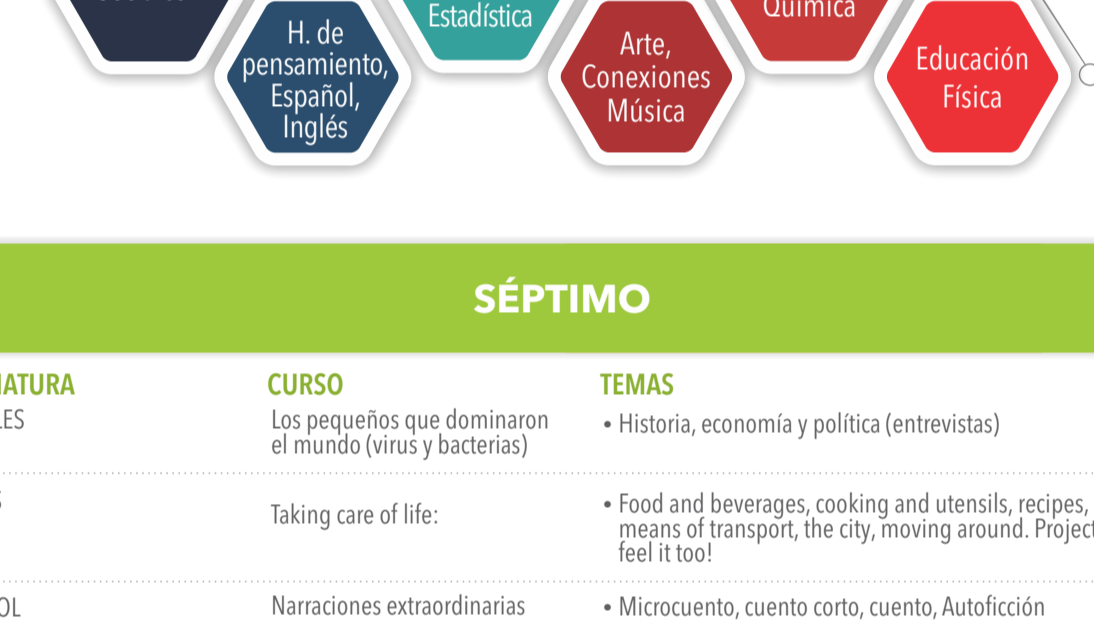 Estadística
Química
H. de
pensamiento,
Español,
Inglés
Arte,
Conexiones
Música
Educación
Física
SÉPTIMO
CURSO
TEMAS
Los pequeños que dominaron
el mundo (virus y bacterias)
• Historia, economía y política (entrevistas)
Taking care of life:
• Food and beverages, cooking and utensils, recipes,
means of transport, the city, moving around. Project
feel it too!
Narraciones extraordinarias
• Microcuento, cuento corto, cuento, Autoficción